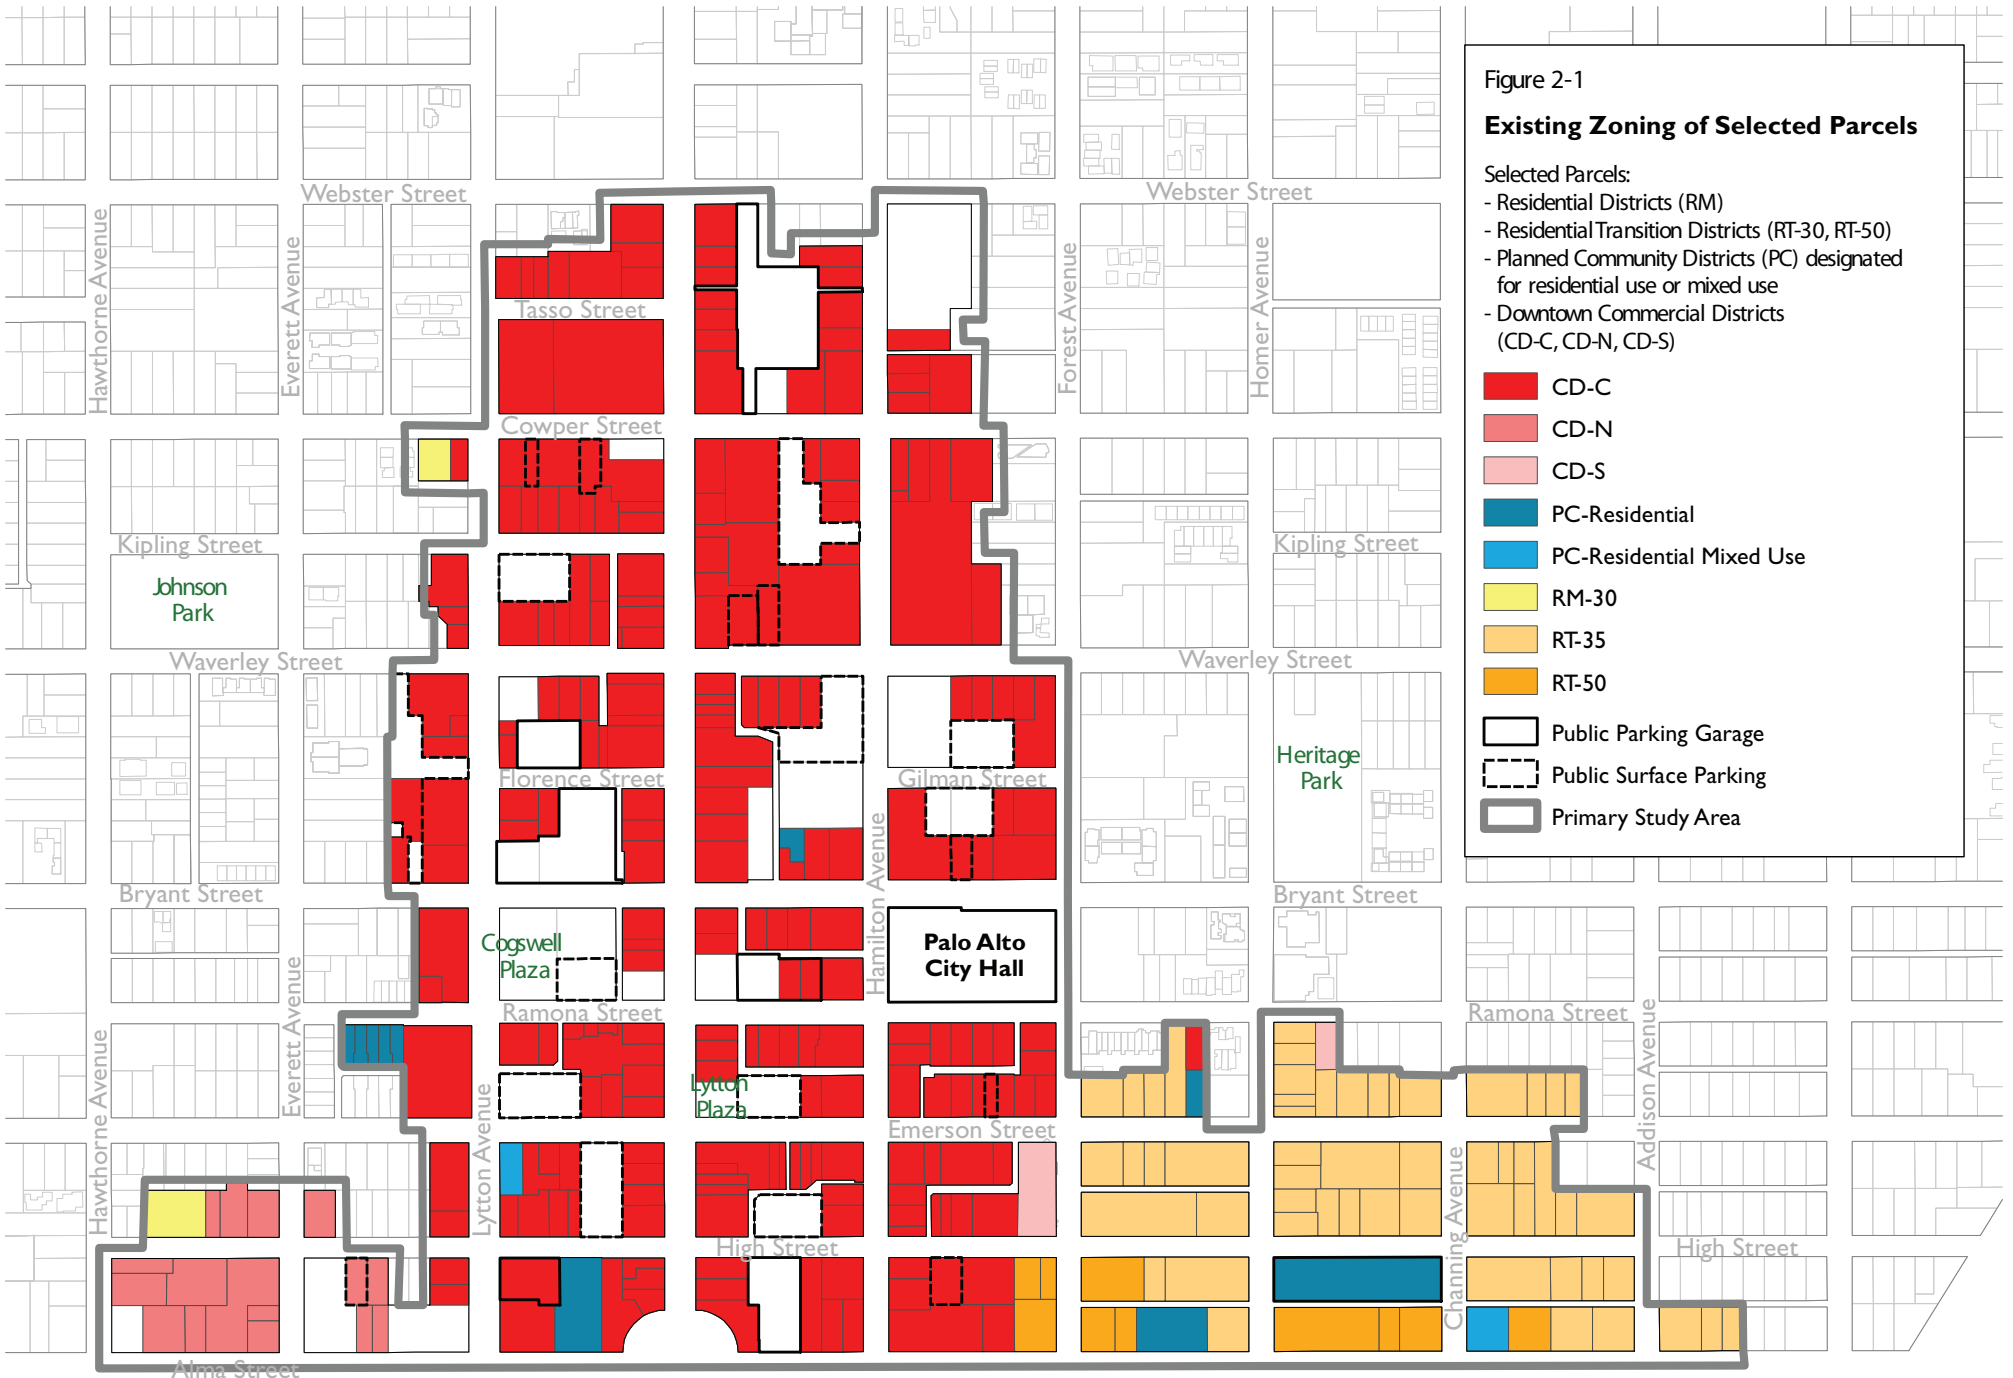 Figure 2-1
Existing Zoning of Selected Parcels
Selected Parcels:
- Residential Districts (RM)
- Residential Transition Districts (RT-30, RT-50)
- Planned Community Districts (PC) designated
for residential use or mixed use
- Downtown Commercial Districts
(CD-C, CD-N, CD-S)
CD-C
CD-N
CD-S
PC-Residential
PC-Residential Mixed Use
RM-30
RT-35
RT-50
Public Parking Garage
Public Surface Parking
Primary Study Area
Webster Street
Webster Street
Hawthorne Avenue
Everett Avenue
Forest Avenue
Homer Avenue
Tasso Street
Cowper Street
Kipling Street
Kipling Street
Johnson
Park
Waverley Street
Waverley Street
Heritage
Park
Florence Street
Gilman Street
Hamilton Avenue
Bryant Street
Bryant Street
Cogswell
Plaza
Palo Alto
City Hall
Ramona Street
Ramona Street
Everett Avenue
Hawthorne Avenue
Lytton Avenue
Lytton
Plaza
Emerson Street
Channing Avenue
Addison Avenue
High Street
High Street
Alma Street